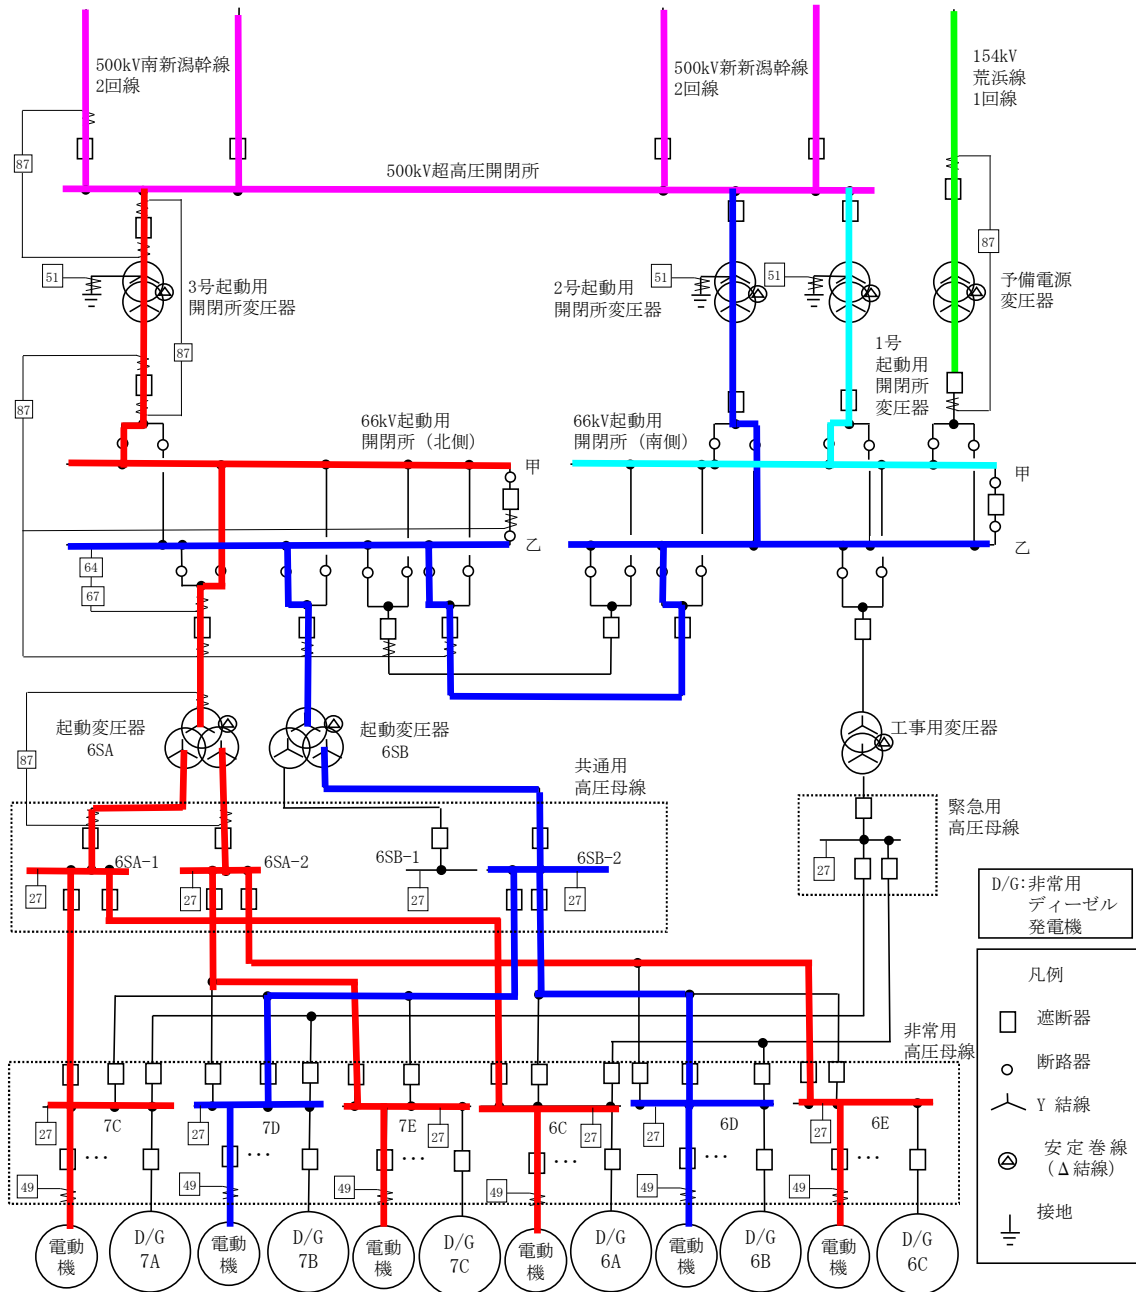 500kV南新潟幹線
2回線
500kV新新潟幹線
2回線
154kV
荒浜線
1回線
87
500kV超高圧開閉所
51
3号起動用
開閉所変圧器
87
51
2号起動用
開閉所変圧器
51
87
予備電源
変圧器
1号
起動用
開閉所
変圧器
87
66kV起動用
開閉所（北側）
66kV起動用
開閉所（南側）
甲
甲
乙
乙
64
67
起動変圧器
6SA
起動変圧器
6SB
工事用変圧器
87
共通用
高圧母線
緊急用
高圧母線
6SA-1
6SA-2
6SB-1
6SB-2
27
27
27
27
27
D/G:非常用
ディーゼル
発電機
凡例
遮断器
断路器
Y 結線
安定巻線
(Δ結線)
接地
非常用
高圧母線
7C
7D
7E
6C
6D
6E
27
27
27
27
27
27
…
…
…
…
…
…
49
49
49
49
49
49
電動
機
D/G
7A
電動
機
D/G
7B
電動
機
D/G
7C
電動
機
D/G
6A
電動
機
D/G
6B
電動
機
D/G
6C